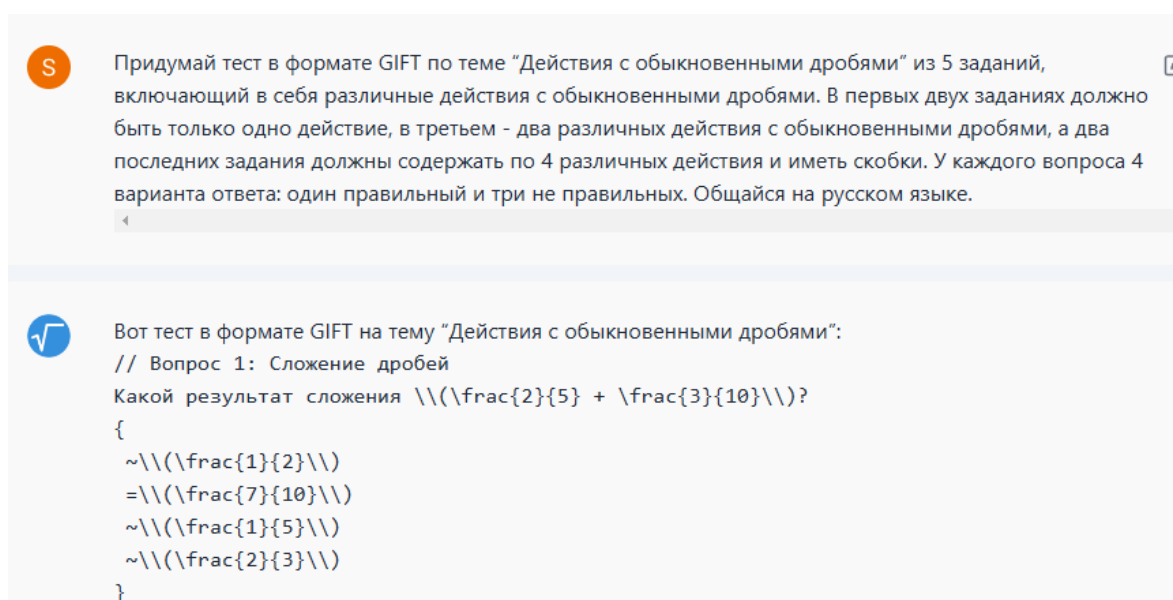 S
Придумай тест в формате GIFT по теме “Действия с обыкновенными дробями” из 5 заданий,
включающий в себя различные действия с обыкновенными дробями. В первых двух заданиях должно
быть только одно действие, в третьем - два различных действия с обыкновенными дробями, а два
последних задания должны содержать по 4 различных действия и иметь скобки. У каждого вопроса 4
варианта ответа: один правильный и три не правильных. Общайся на русском языке.
Вот тест в формате GIFT на тему “Действия с обыкновенными дробями”:
// Вопрос 1: Сложение дробей
Какой результат сложения \\(\frac{2}{5} + \frac{3}{10}\\)?
{
~\\(\frac{1}{2}\\)
=\\(\frac{7}{10}\\)
~\\(\frac{1}{5}\\)
~\\(\frac{2}{3}\\)
}